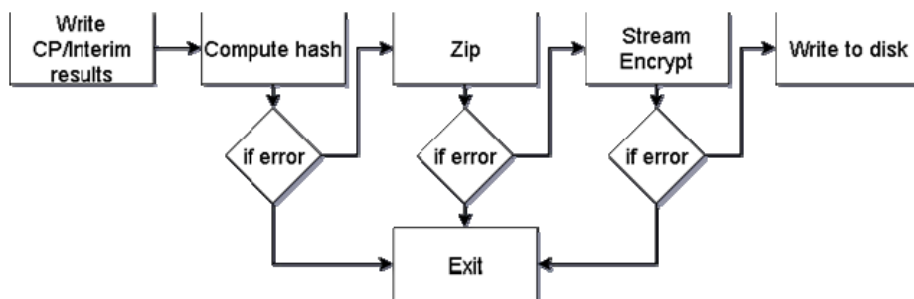 Write
CP/Interim
results
Compute hash
Zip
Stream
Encrypt
Write to disk
if error
if error
if error
Exit